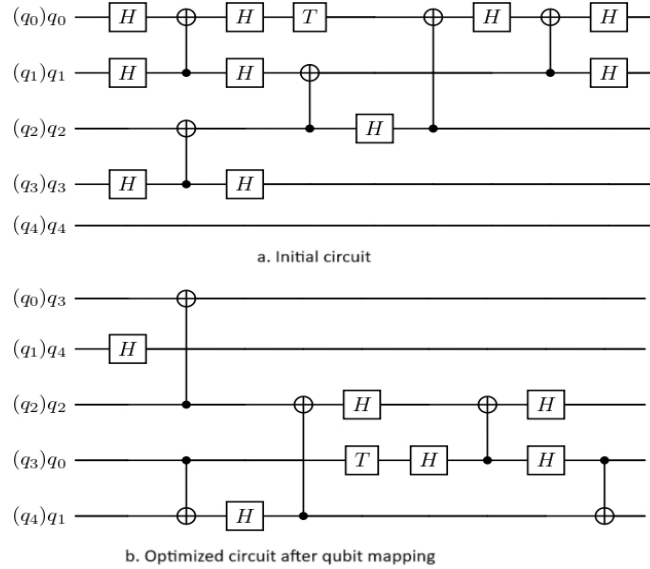 (q₀)q₀ H H T H H
(q₁)q₁ H H H
(q₂)q₂ H
(q₃)q₃ H H
(q₄)q₄
a. Initial circuit
(q₀)q₃
(q₁)q₄ H
(q₂)q₂ H H
(q₃)q₀ T H H
(q₄)q₁ H
b. Optimized circuit after qubit mapping